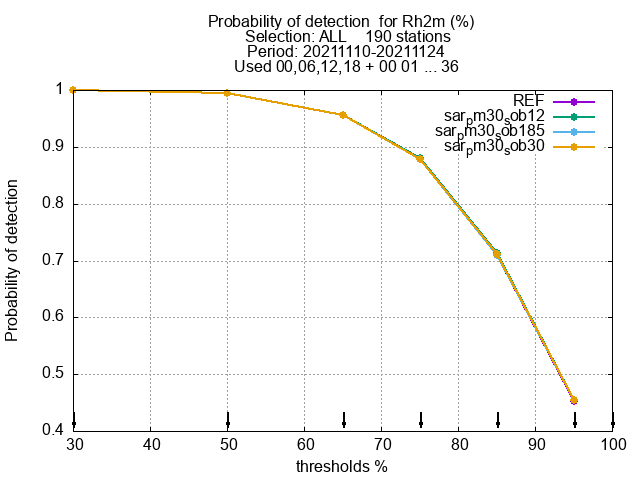 Probability of detection  for Rh2m (%)
Selection: ALL    190 stations
Period: 20211110-20211124
Used 00,06,12,18 + 00 01 ... 36
REF
sar_pm30_sob12
sar_pm30_sob185
sar_pm30_sob30
1
0.9
0.8
0.7
0.6
0.5
0.4
Probability of detection
30 40 50 60 70 80 90 100
thresholds %